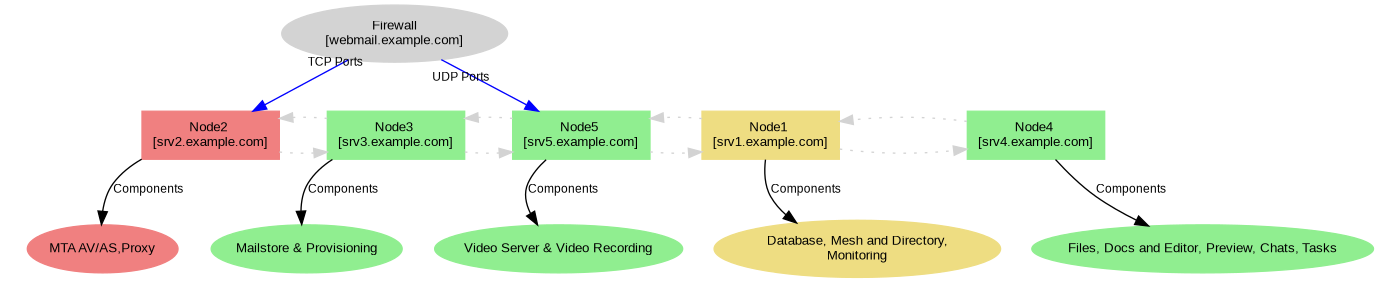 Firewall
[webmail.example.com]
TCP Ports
UDP Ports
Node2
[srv2.example.com]
Node3
[srv3.example.com]
Node5
[srv5.example.com]
Node1
[srv1.example.com]
Node4
[srv4.example.com]
Components
Components
Components
Components
Components
MTA AV/AS,Proxy
Mailstore & Provisioning
Video Server & Video Recording
Database, Mesh and Directory,
Monitoring
Files, Docs and Editor, Preview, Chats, Tasks